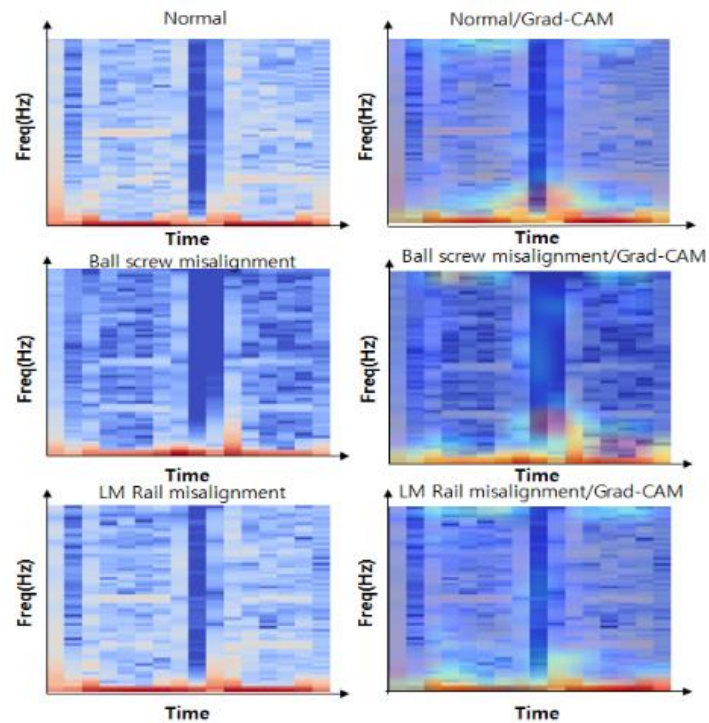 Normal
Normal/Grad-CAM
Freq(Hz)
Freq(Hz)
Time
Time
Ball screw misalignment
Ball screw misalignment/Grad-CAM
Freq(Hz)
Freq(Hz)
Time
Time
LM Rail misalignment
LM Rail misalignment/Grad-CAM
Freq(Hz)
Freq(Hz)
Time
Time